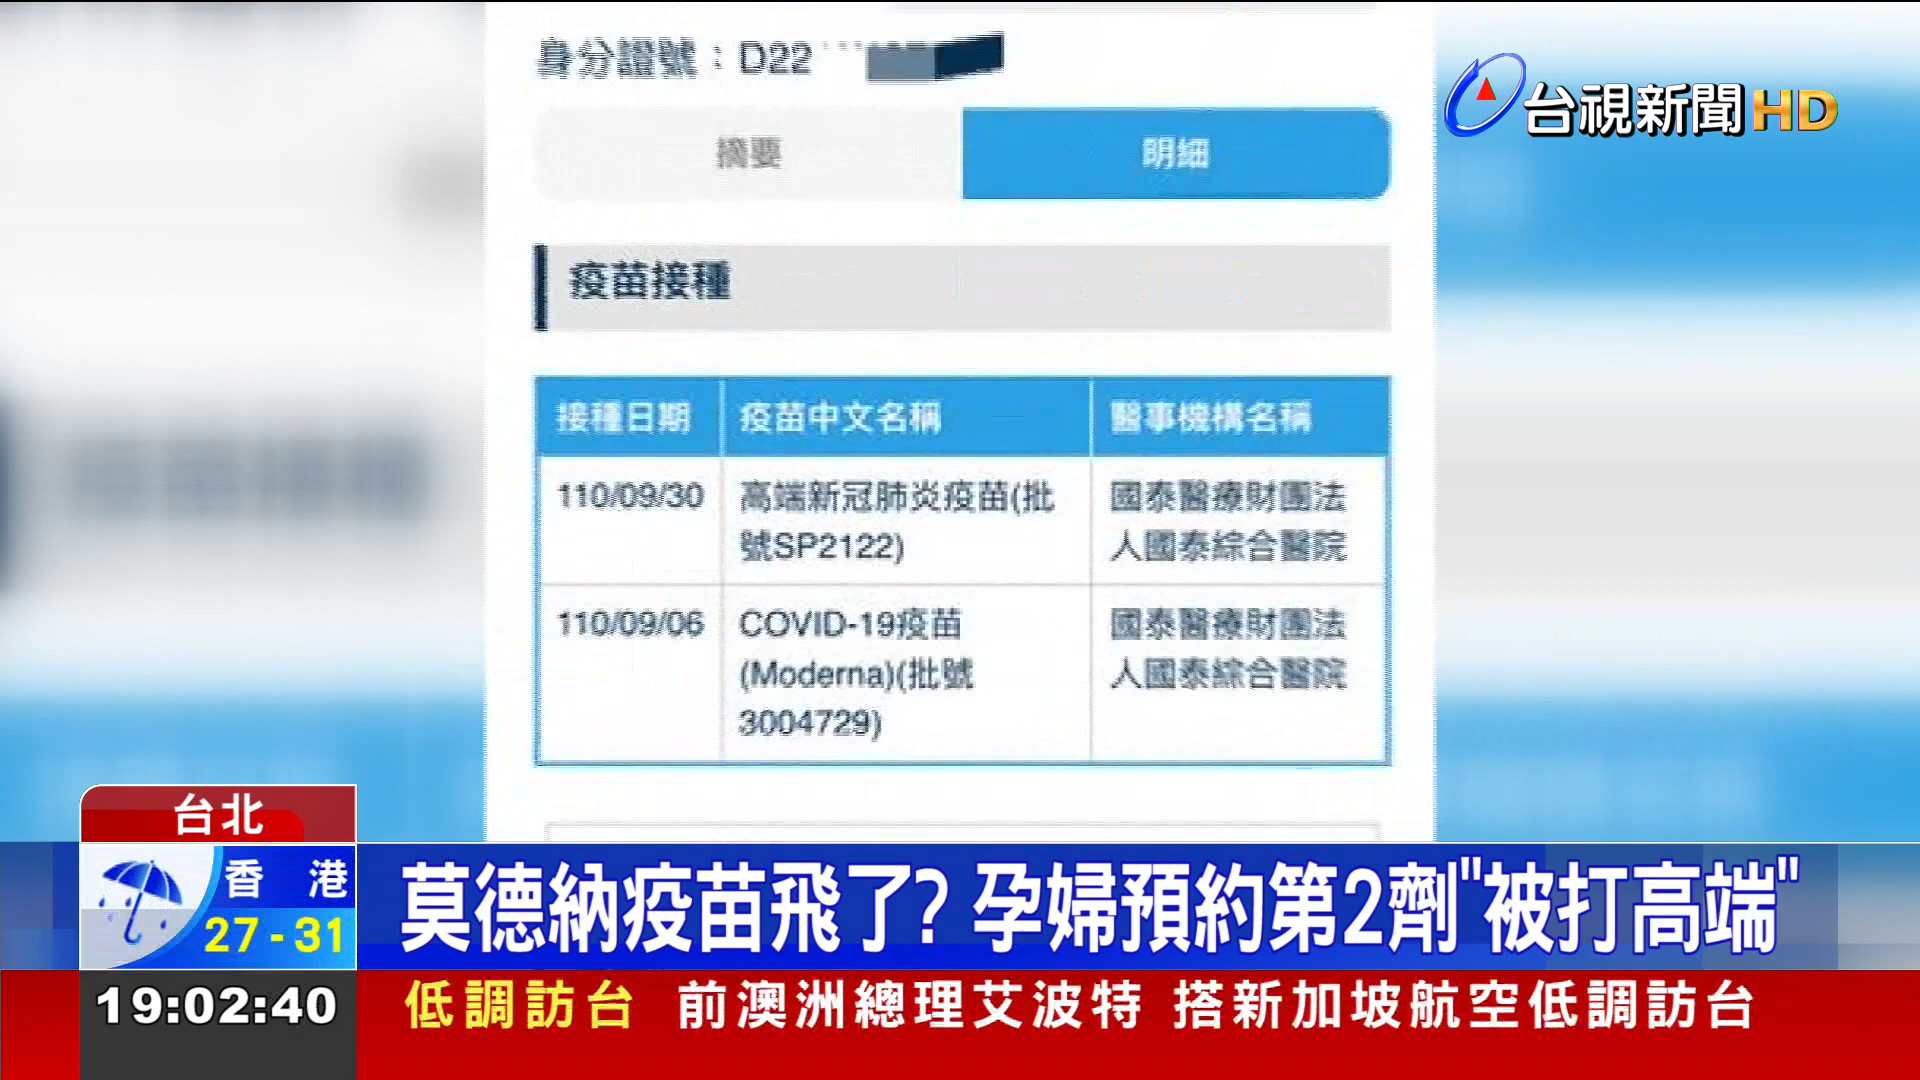 身分證號：D22
台視新聞HD
摘要
明細
疫苗接種
接種日期 疫苗中文名稱 醫事機構名稱
110/09/30 高端新冠肺炎疫苗(批 國泰醫療財團法
號SP2122) 人國泰綜合醫院
110/09/06 COVID-19疫苗 國泰醫療財團法
(Moderna)(批號 人國泰綜合醫院
3004729)
台北
香港
27-31
莫德納疫苗飛了? 孕婦預約第2劑"被打高端"
19:02:40
低調訪台 前澳洲總理艾波特 搭新加坡航空低調訪台